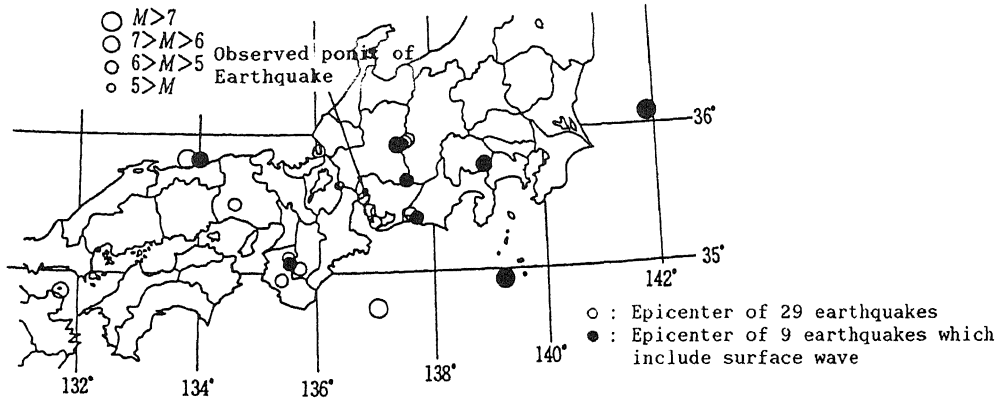 M>7
7>M>6
6>M>5
5>M
Observed ponit of
Earthquake
36°
35°
142°
140°
138°
136°
134°
132°
○ : Epicenter of 29 earthquakes
● : Epicenter of 9 earthquakes which
include surface wave